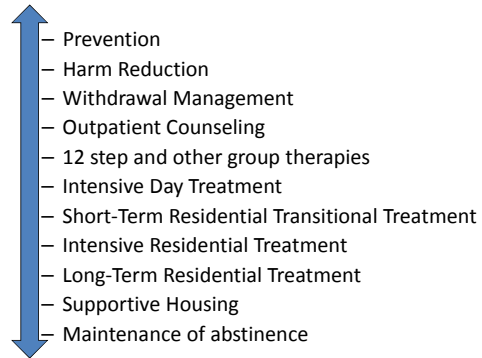 – Prevention
– Harm Reduction
– Withdrawal Management
– Outpatient Counseling
– 12 step and other group therapies
– Intensive Day Treatment
– Short-Term Residential Transitional Treatment
– Intensive Residential Treatment
– Long-Term Residential Treatment
– Supportive Housing
– Maintenance of abstinence